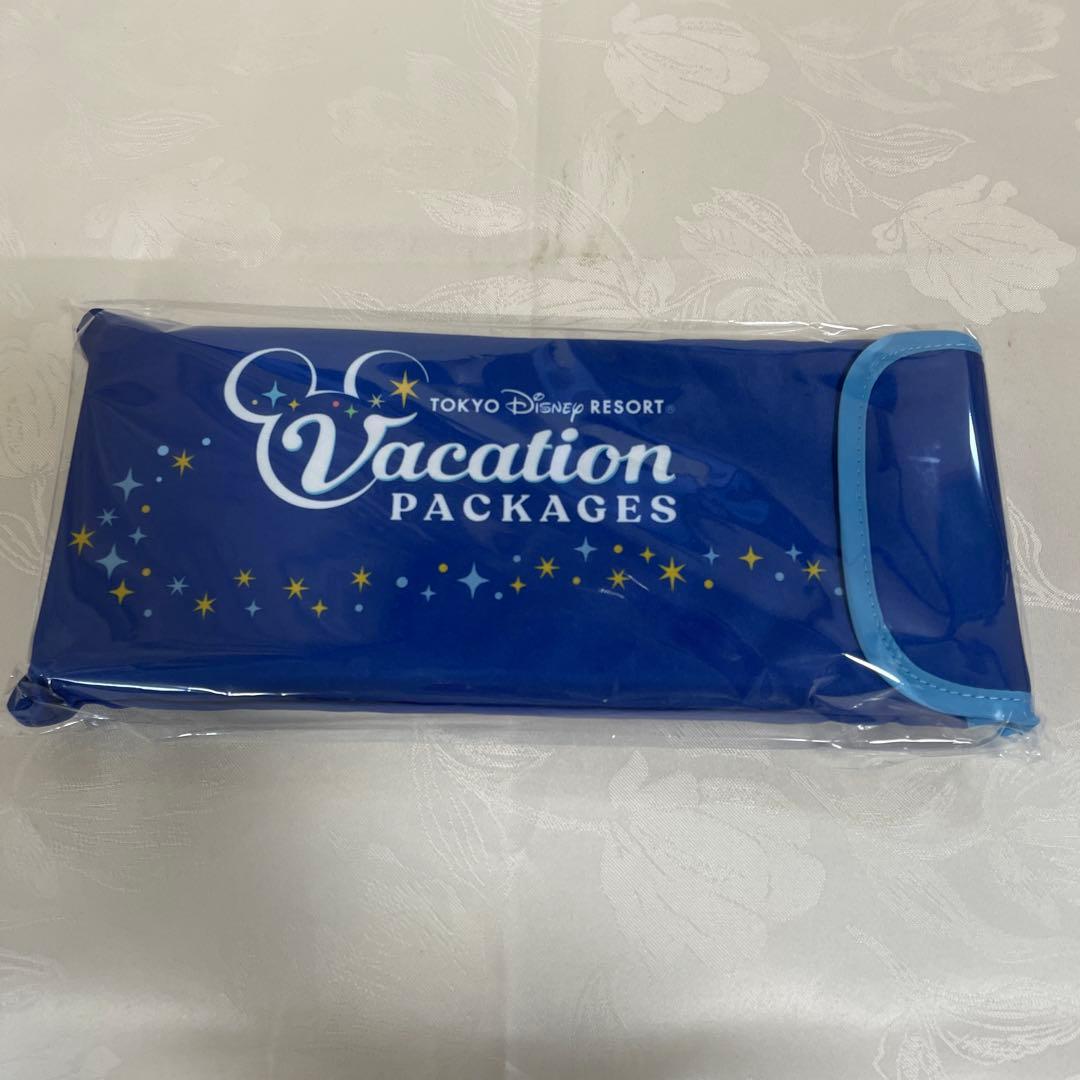 TOKYO Disney RESORT®
Vacation
PACKAGES